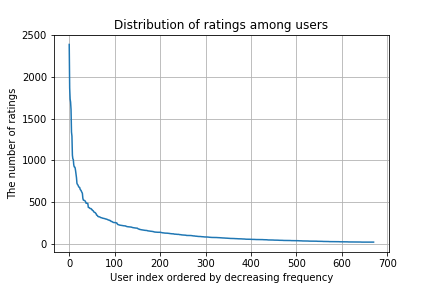 Distribution of ratings among users
2500
2000
1500
1000
500
0
The number of ratings
0 100 200 300 400 500 600 700
User index ordered by decreasing frequency